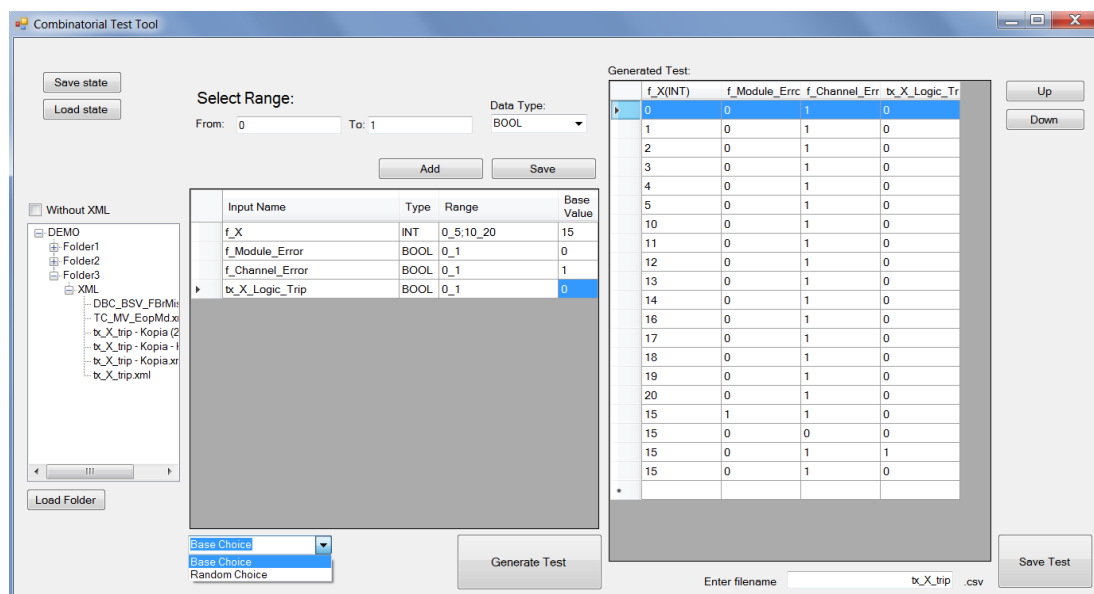 Combinatorial Test Tool
Save state
Load state
Select Range:
From: 0 To: 1
Data Type:
BOOL
Add Save
Without XML
DEMO
Folder1
Folder2
Folder3
XML
DBC_BSV_FBrMis
TC_MV_EopMd.x
tx_X_trip - Kopia (2
tx_X_trip - Kopia -
tx_X_trip - Kopia.xr
tx_X_trip.xml
Load Folder
Input Name Type Range Base Value
f_X INT 0_5;10_20 15
f_Module_Error BOOL 0_1 0
f_Channel_Error BOOL 0_1 1
tx_X_Logic_Trip BOOL 0_1 0
Base Choice
Base Choice
Random Choice
Generate Test
Generated Test:
f_X(INT) f_Module_Errc f_Channel_Err tx_X_Logic_Tr
0 0 1 0
1 0 1 0
2 0 1 0
3 0 1 0
4 0 1 0
5 0 1 0
10 0 1 0
11 0 1 0
12 0 1 0
13 0 1 0
14 0 1 0
16 0 1 0
17 0 1 0
18 0 1 0
19 0 1 0
20 0 1 0
15 1 1 0
15 0 0 0
15 0 1 1
15 0 1 0
*
Up
Down
Enter filename tx_X_trip .csv
Save Test